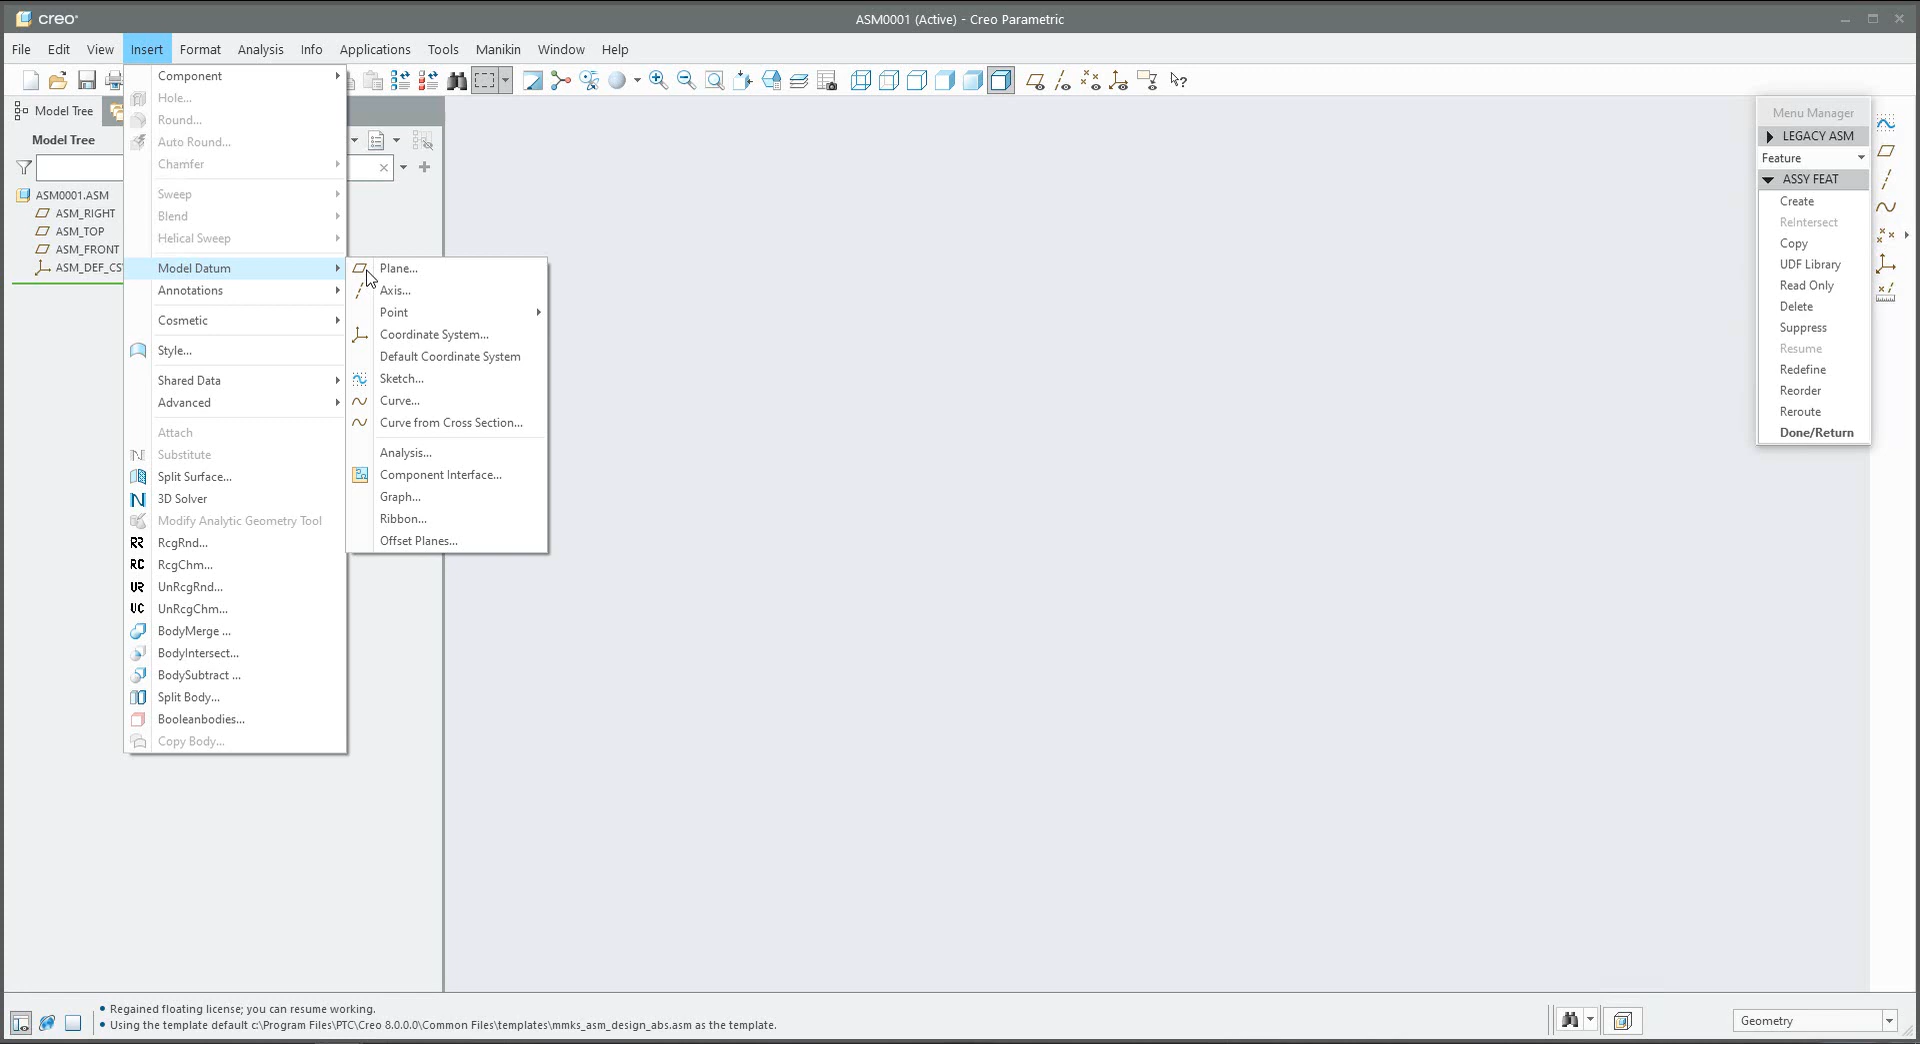 creo®
ASM0001 (Active) - Creo Parametric
File Edit View Insert Format Analysis Info Applications Tools Manikin Window Help
Model Tree
Model Tree
ASM0001.ASM
ASM_RIGHT
ASM_TOP
ASM_FRONT
ASM_DEF_CS
Component
Hole...
Round...
Auto Round...
Chamfer
Sweep
Blend
Helical Sweep
Model Datum
Annotations
Cosmetic
Style...
Shared Data
Advanced
Attach
Substitute
Split Surface...
3D Solver
Modify Analytic Geometry Tool
RR RcgRnd...
RC RcgChm...
UR UnRcgRnd...
UC UnRcgChm...
BodyMerge ...
BodyIntersect...
BodySubtract ...
Split Body...
Booleanbodies...
Copy Body...
Plane...
Axis...
Point
Coordinate System...
Default Coordinate System
Sketch...
Curve...
Curve from Cross Section...
Analysis...
Component Interface...
Graph...
Ribbon...
Offset Planes...
Menu Manager
LEGACY ASM
Feature
ASSY FEAT
Create
ReIntersect
Copy
UDF Library
Read Only
Delete
Suppress
Resume
Redefine
Reorder
Reroute
Done/Return
• Regained floating license; you can resume working.
• Using the template default c:\Program Files\PTC\Creo 8.0.0.0\Common Files\templates\mmks_asm_design_abs.asm as the template.
Geometry